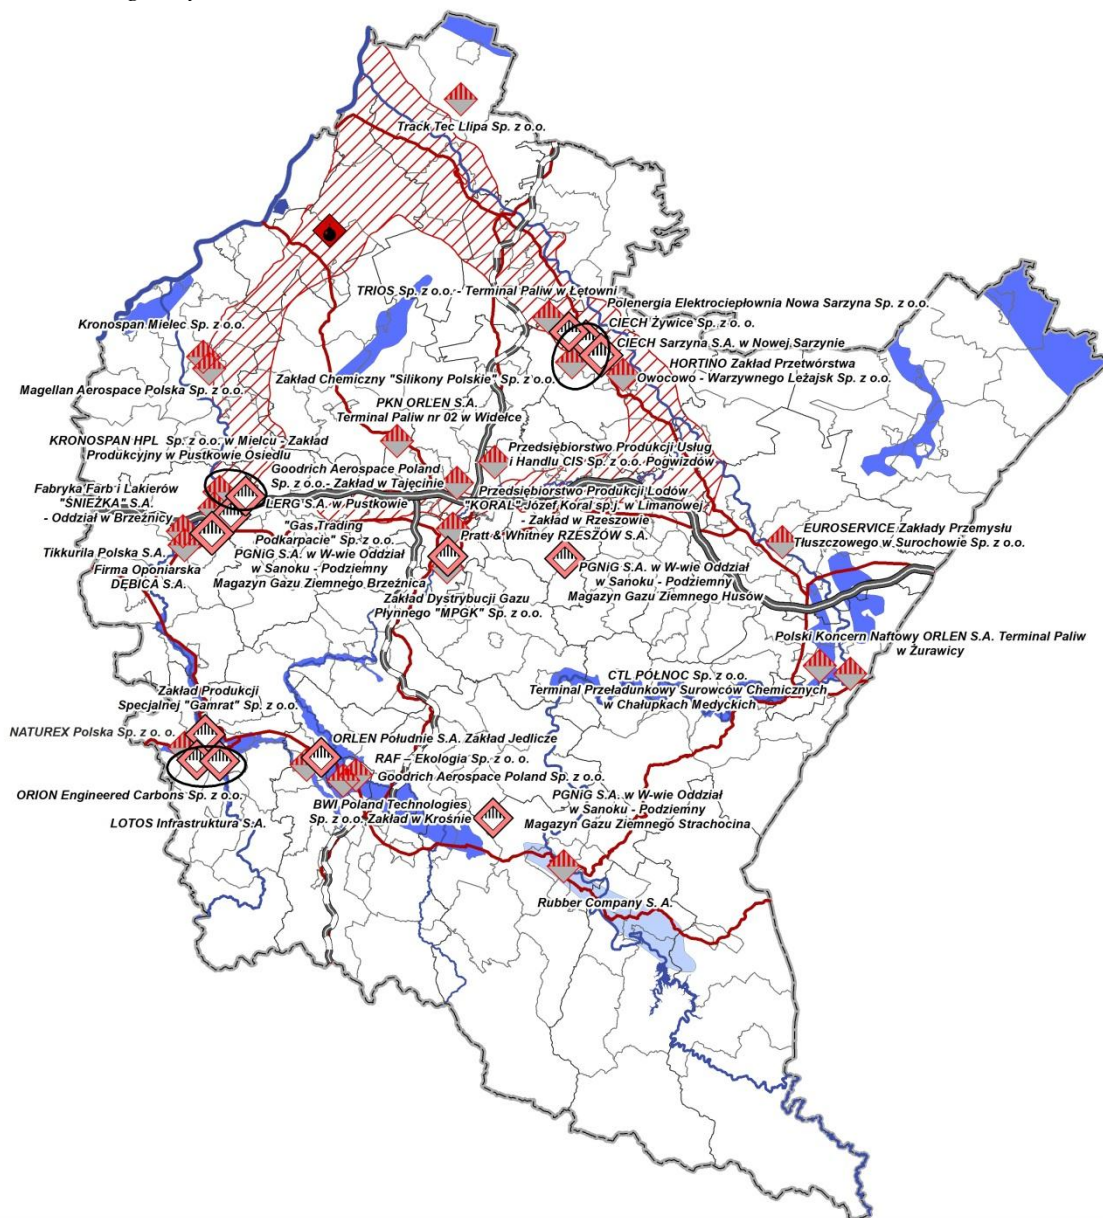 Track Tec Llipa Sp. z o.o.
TRIOS Sp. z o.o. - Terminal Paliw w Łętowni
Polenergia Elektrociepłownia Nowa Sarzyna Sp. z o.o.
Kronospan Mielec Sp. z o.o.
CIECH Żywice Sp. z o. o.
CIECH Sarzyna S.A. w Nowej Sarzynie
HORTINO Zakład Przetwórstwa
Owocowo - Warzywnego Leżajsk Sp. z o.o.
Zakład Chemiczny "Silikony Polskie" Sp. z o.o.
Magellan Aerospace Polska Sp. z o.o.
PKN ORLEN S.A.
Terminal Paliw nr 02 w Widełce
KRONOSPAN HPL Sp. z o.o. w Mielcu - Zakład
Produkcyjny w Pustkowie Osiedlu
Przedsiębiorstwo Produkcji Usług
i Handlu CIS Sp. z o.o. Pogwizdów
Goodrich Aerospace Poland
Sp. z o.o.- Zakład w Tajęcinie
Fabryka Farb i Lakierów
"ŚNIEŻKA" S.A.
- Oddział w Brzeźnicy
LERG S.A. w Pustkowie
Przedsiębiorstwo Produkcji Lodów
"KORAL" Józef Koral sp.j. w Limanowej
- Zakład w Rzeszowie
"Gas Trading
Podkarpacie" Sp. z o.o.
Pratt & Whitney RZESZÓW S.A.
EUROSERVICE Zakłady Przemysłu
Tłuszczowego w Surochowie Sp. z o.o.
Tikkurila Polska S.A.
Firma Oponiarska
DĘBICA S.A.
PGNiG S.A. w W-wie Oddział
w Sanoku - Podziemny
Magazyn Gazu Ziemnego Brzeźnica
PGNiG S.A. w W-wie Oddział
w Sanoku - Podziemny
Magazyn Gazu Ziemnego Husów
Zakład Dystrybucji Gazu
Płynnego "MPGK" Sp. z o.o.
Polski Koncern Naftowy ORLEN S.A. Terminal Paliw
w Żurawicy
CTL PÓŁNOC Sp. z o.o.
Terminal Przeładunkowy Surowców Chemicznych
w Chałupkach Medyckich
Zakład Produkcji
Specjalnej "Gamrat" Sp. z o.o.
NATUREX Polska Sp. z o.o.
ORLEN Południe S.A. Zakład Jedlicze
RAF – Ekologia Sp. z o. o.
Goodrich Aerospace Poland Sp. z o.o.
ORION Engineered Carbons Sp. z o.o.
BWI Poland Technologies
Sp. z o.o. Zakład w Krośnie
LOTOS Infrastruktura S.A.
PGNiG S.A. w W-wie Oddział
w Sanoku - Podziemny
Magazyn Gazu Ziemnego Strachocina
Rubber Company S. A.